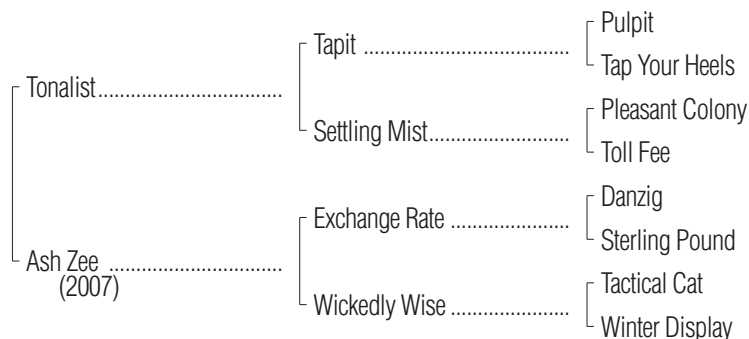 Pulpit
Tapit
Tap Your Heels
Tonalist
Pleasant Colony
Settling Mist
Toll Fee
Danzig
Exchange Rate
Sterling Pound
Ash Zee
(2007)
Tactical Cat
Wickedly Wise
Winter Display